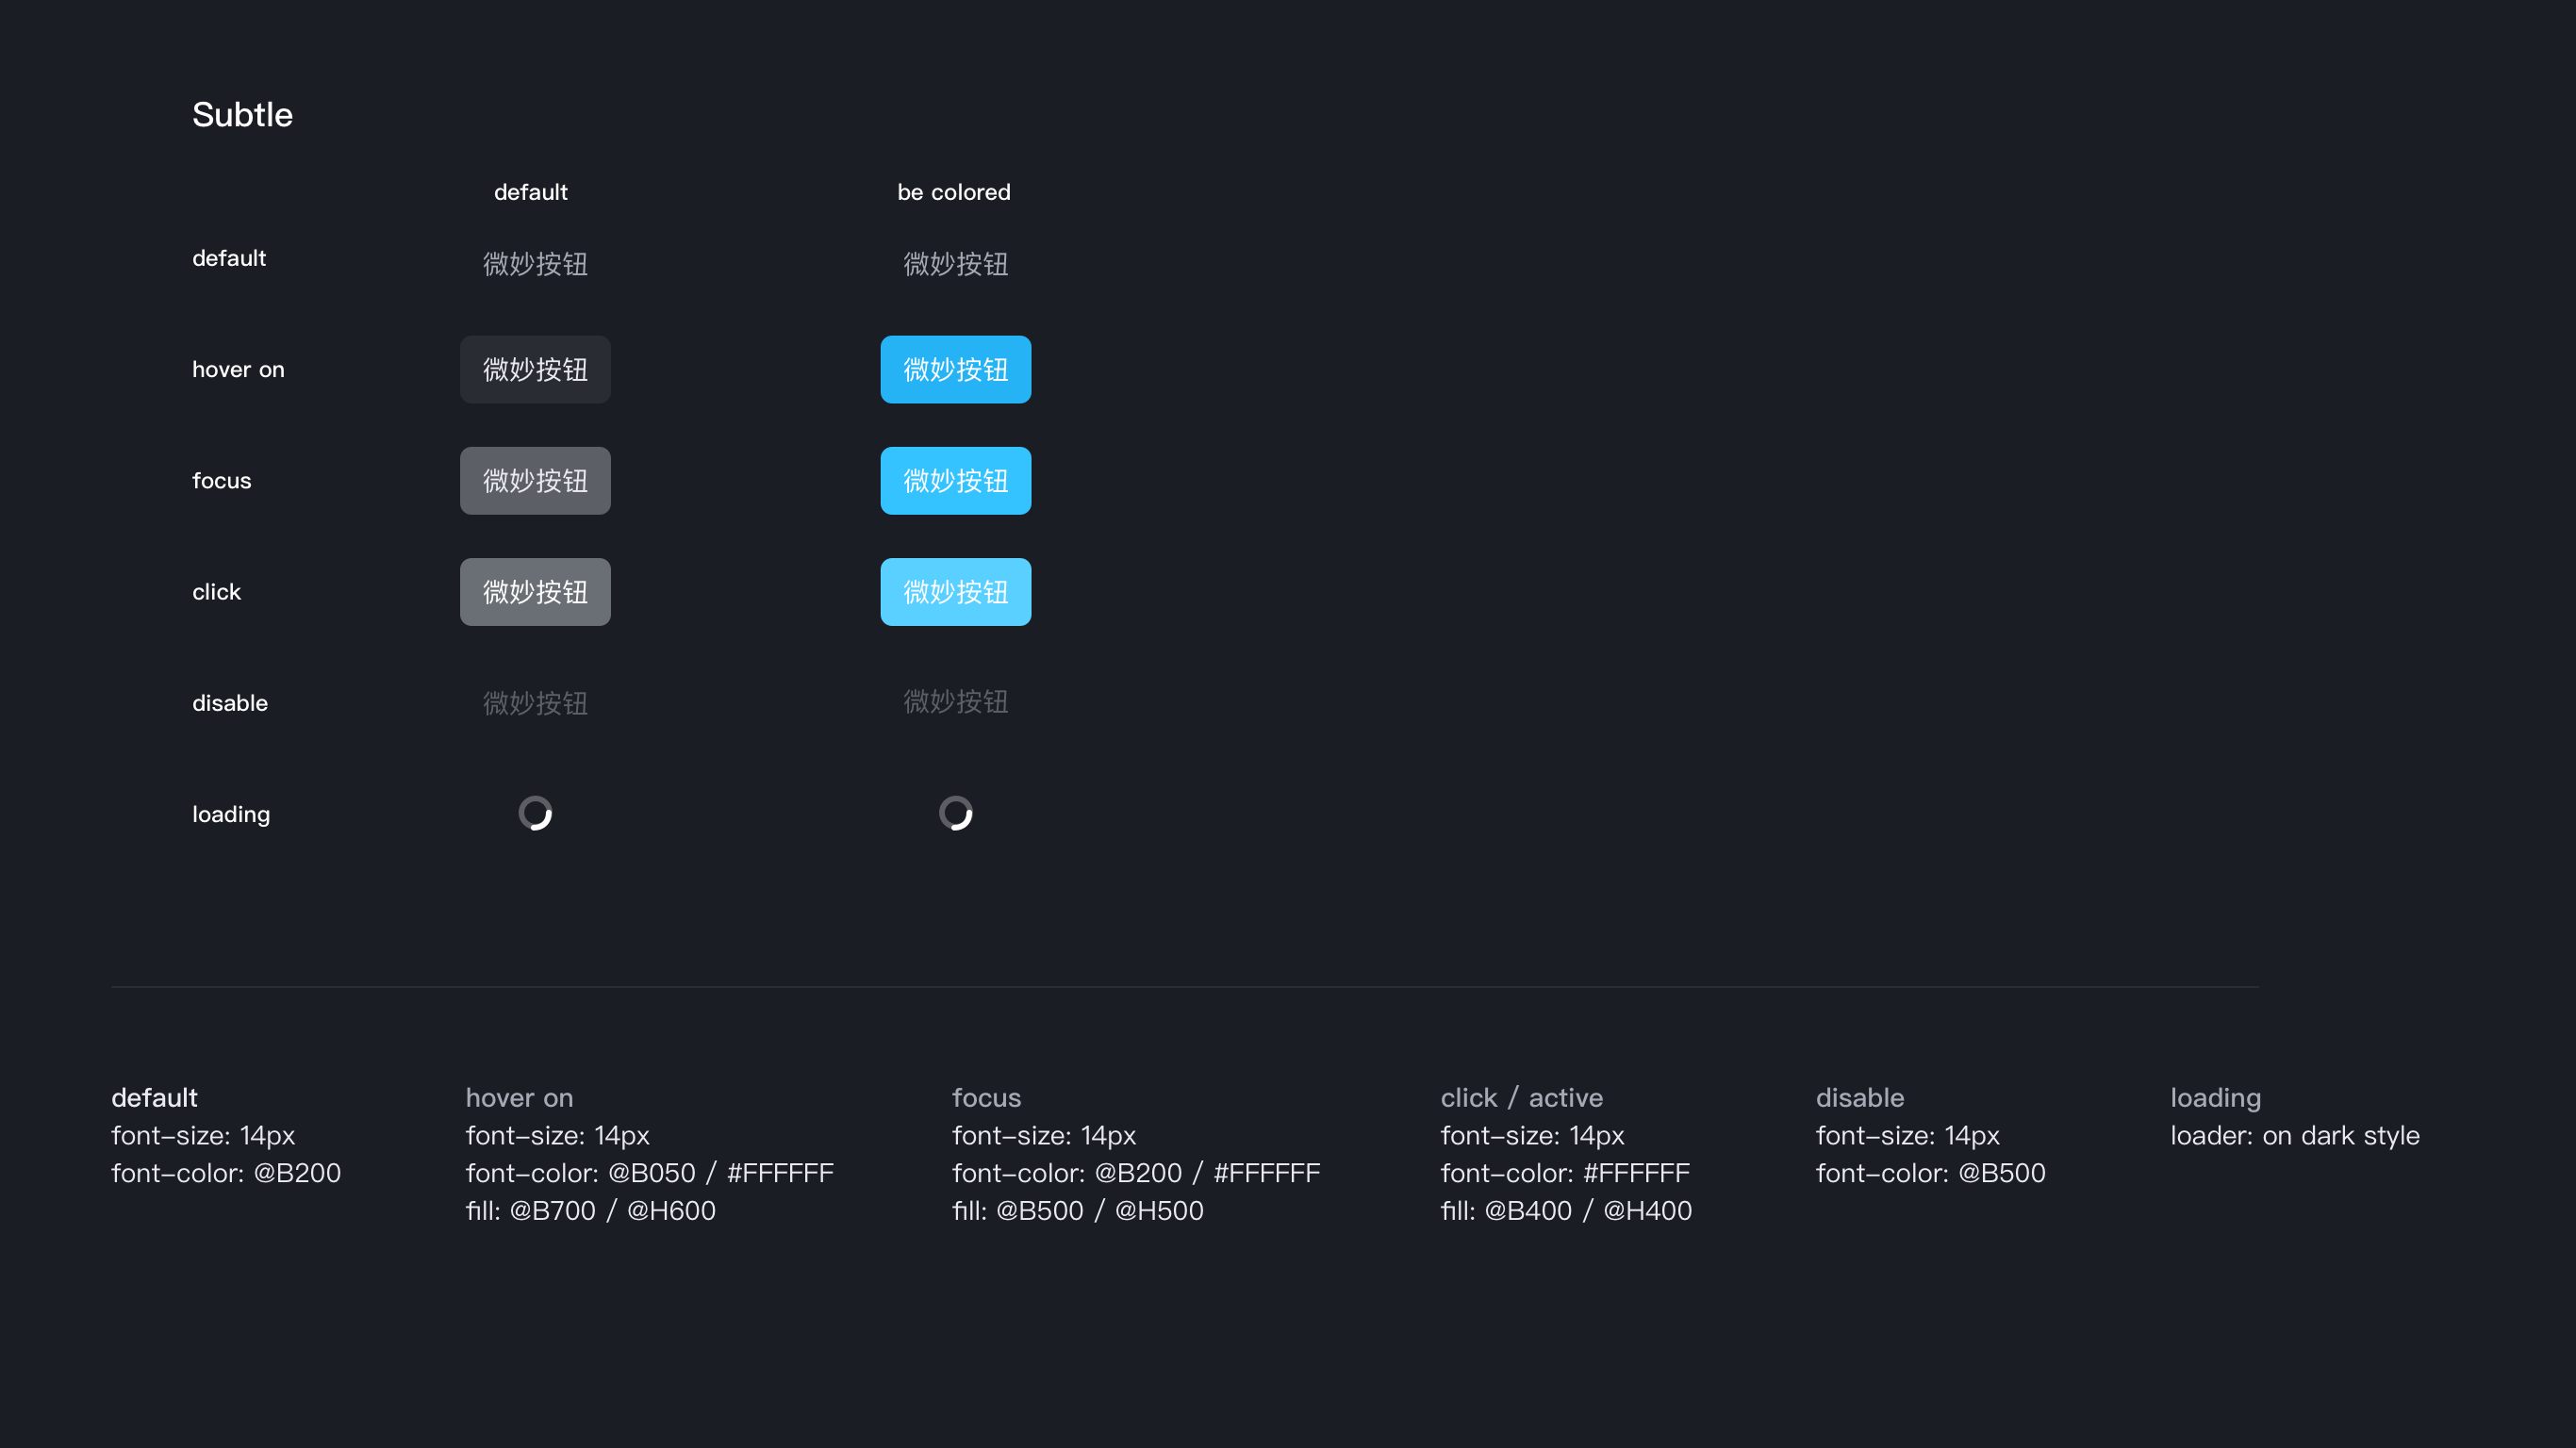 Subtle
default
be colored
default
微妙按钮
微妙按钮
hover on
微妙按钮
微妙按钮
focus
微妙按钮
微妙按钮
click
微妙按钮
微妙按钮
disable
微妙按钮
微妙按钮
loading
default
font-size: 14px
font-color: @B200
hover on
font-size: 14px
font-color: @B050 / #FFFFFF
fill: @B700 / @H600
focus
font-size: 14px
font-color: @B200 / #FFFFFF
fill: @B500 / @H500
click / active
font-size: 14px
font-color: #FFFFFF
fill: @B400 / @H400
disable
font-size: 14px
font-color: @B500
loading
loader: on dark style